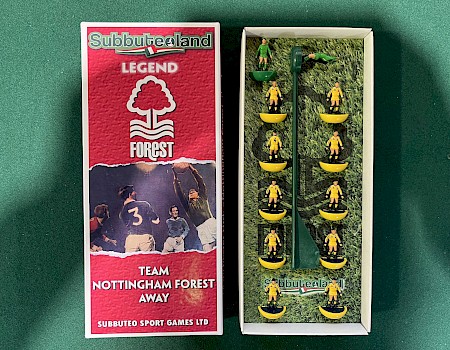 Subbuteoland
LEGEND
FOREST
3
TEAM
NOTTINGHAM FOREST
AWAY
SUBBUTEO SPORT GAMES LTD
Subbuteoland